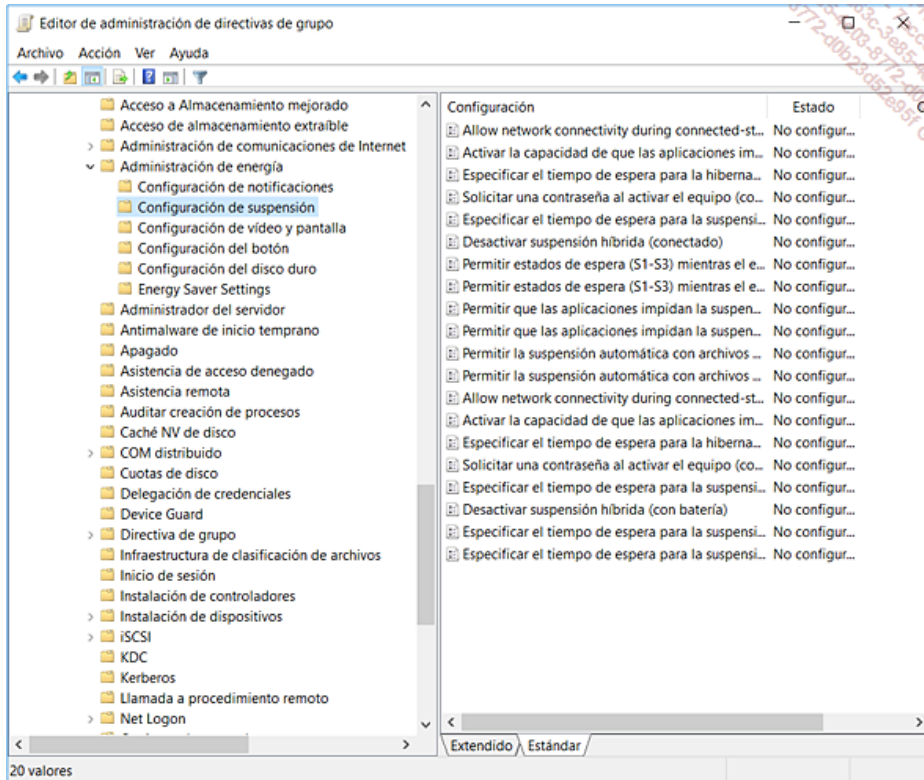 Editor de administración de directivas de grupo
Archivo Acción Ver Ayuda
Acceso a Almacenamiento mejorado
Acceso de almacenamiento extraíble
Administración de comunicaciones de Internet
Administración de energía
Configuración de notificaciones
Configuración de suspensión
Configuración de vídeo y pantalla
Configuración del botón
Configuración del disco duro
Energy Saver Settings
Administrador del servidor
Antimalware de inicio temprano
Apagado
Asistencia de acceso denegado
Asistencia remota
Auditar creación de procesos
Caché NV de disco
COM distribuido
Cuotas de disco
Delegación de credenciales
Device Guard
Directiva de grupo
Infraestructura de clasificación de archivos
Inicio de sesión
Instalación de controladores
Instalación de dispositivos
iSCSI
KDC
Kerberos
Llamada a procedimiento remoto
Net Logon
Configuración Estado C
Allow network connectivity during connected-st... No configur...
Activar la capacidad de que las aplicaciones im... No configur...
Especificar el tiempo de espera para la hiberna... No configur...
Solicitar una contraseña al activar el equipo (co... No configur...
Especificar el tiempo de espera para la suspensi... No configur...
Desactivar suspensión híbrida (conectado) No configur...
Permitir estados de espera (S1-S3) mientras el e... No configur...
Permitir estados de espera (S1-S3) mientras el e... No configur...
Permitir que las aplicaciones impidan la suspen... No configur...
Permitir que las aplicaciones impidan la suspen... No configur...
Permitir la suspensión automática con archivos ... No configur...
Permitir la suspensión automática con archivos ... No configur...
Allow network connectivity during connected-st... No configur...
Activar la capacidad de que las aplicaciones im... No configur...
Especificar el tiempo de espera para la hiberna... No configur...
Solicitar una contraseña al activar el equipo (co... No configur...
Especificar el tiempo de espera para la suspensi... No configur...
Desactivar suspensión híbrida (con batería) No configur...
Especificar el tiempo de espera para la suspensi... No configur...
Especificar el tiempo de espera para la suspensi... No configur...
Extendido Estándar
20 valores